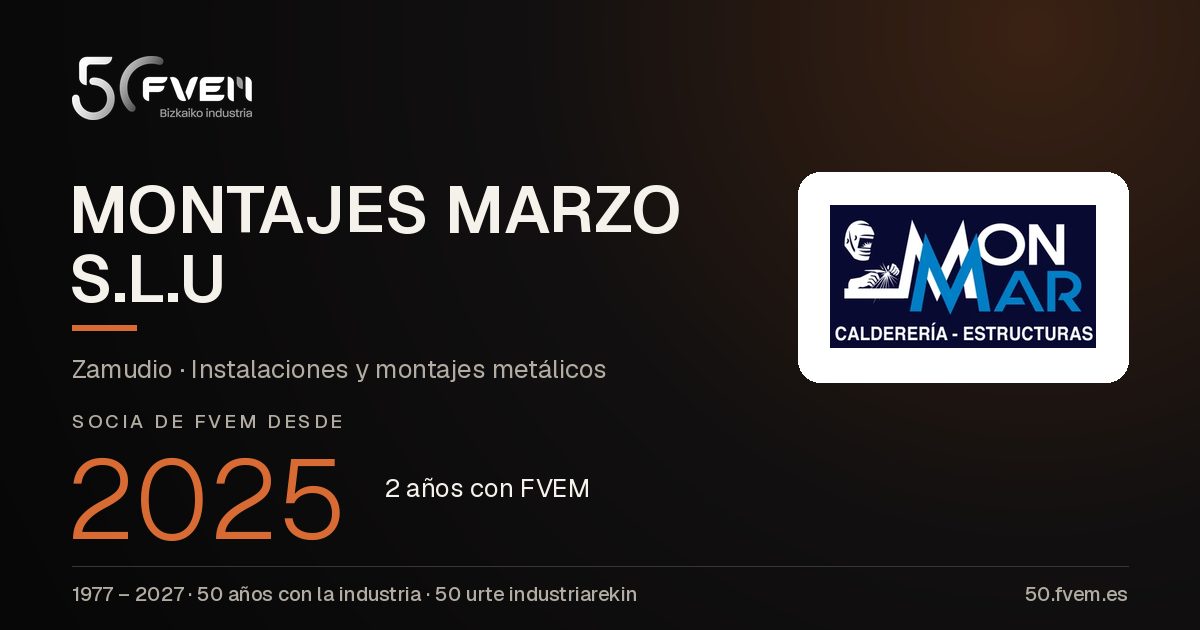 50 FVEM
Bizkaiko industria
MONTAJES MARZO
S.L.U
MON
MAR
CALDERERÍA - ESTRUCTURAS
Zamudio · Instalaciones y montajes metálicos
SOCIA DE FVEM DESDE
2025
2 años con FVEM
1977 – 2027 · 50 años con la industria · 50 urte industriarekin
50.fvem.es